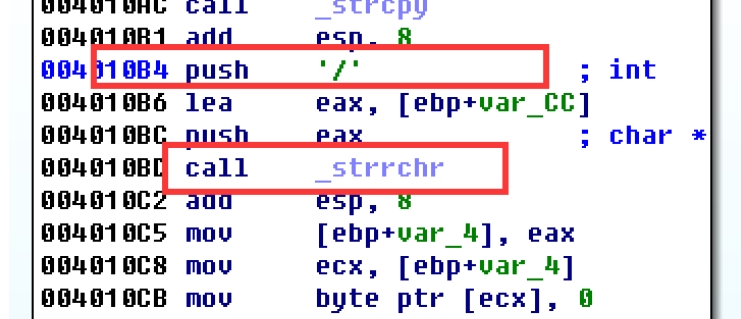 004010AC call _strcpy
004010B1 add esp, 8
004010B4 push '/' ; int
004010B6 lea eax, [ebp+var_CC]
004010BC push eax ; char *
004010BD call _strrchr
004010C2 add esp, 8
004010C5 mov [ebp+var_4], eax
004010C8 mov ecx, [ebp+var_4]
004010CB mov byte ptr [ecx], 0